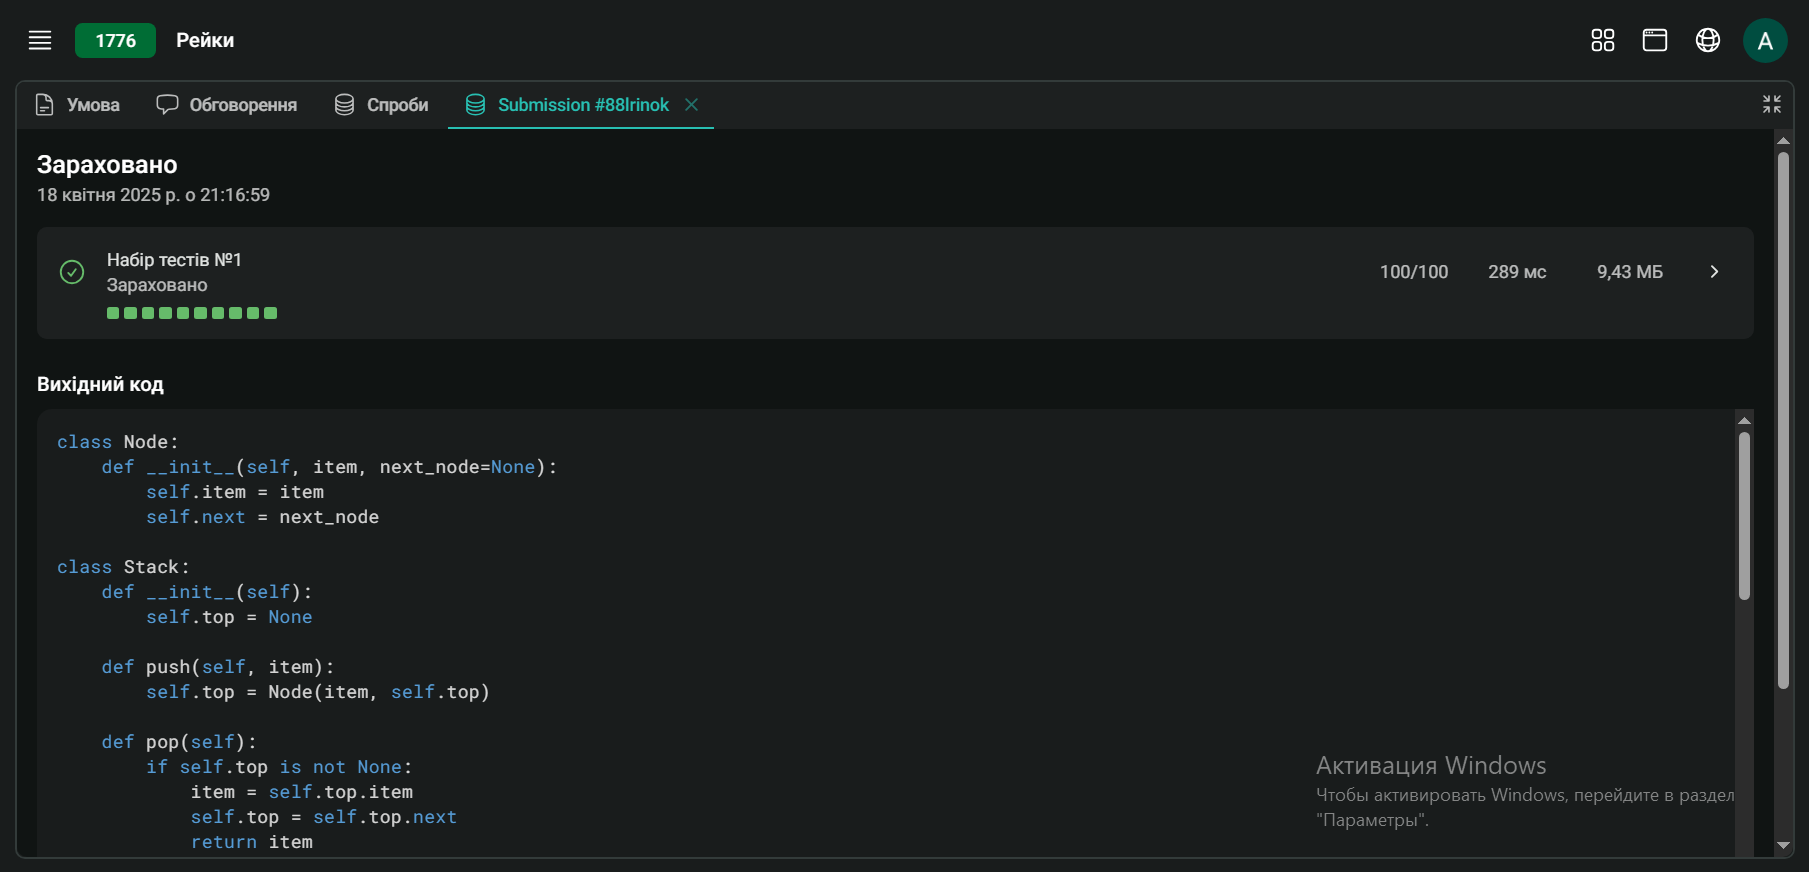 1776 Рейки
A
Умова Обговорення Спроби Submission #88lrinok
Зараховано
18 квітня 2025 р. о 21:16:59
Набір тестів №1
Зараховано
100/100 289 мс 9,43 МБ
Вихідний код
class Node:
    def __init__(self, item, next_node=None):
        self.item = item
        self.next = next_node
class Stack:
    def __init__(self):
        self.top = None
    def push(self, item):
        self.top = Node(item, self.top)
    def pop(self):
        if self.top is not None:
            item = self.top.item
            self.top = self.top.next
            return item
Активация Windows
Чтобы активировать Windows, перейдите в раздел
"Параметры".